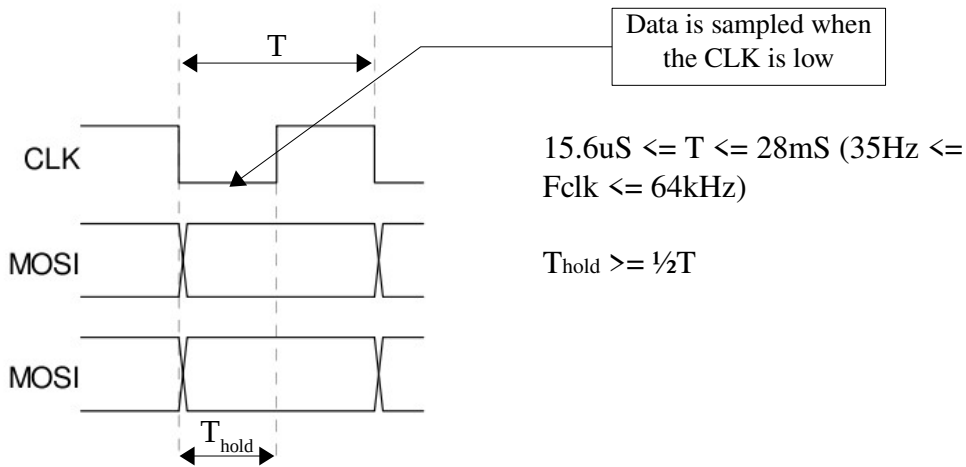 Data is sampled when
the CLK is low
T
CLK
15.6uS <= T <= 28mS (35Hz <=
Fclk <= 64kHz)
MOSI
Thold >= ½T
MOSI
Thold